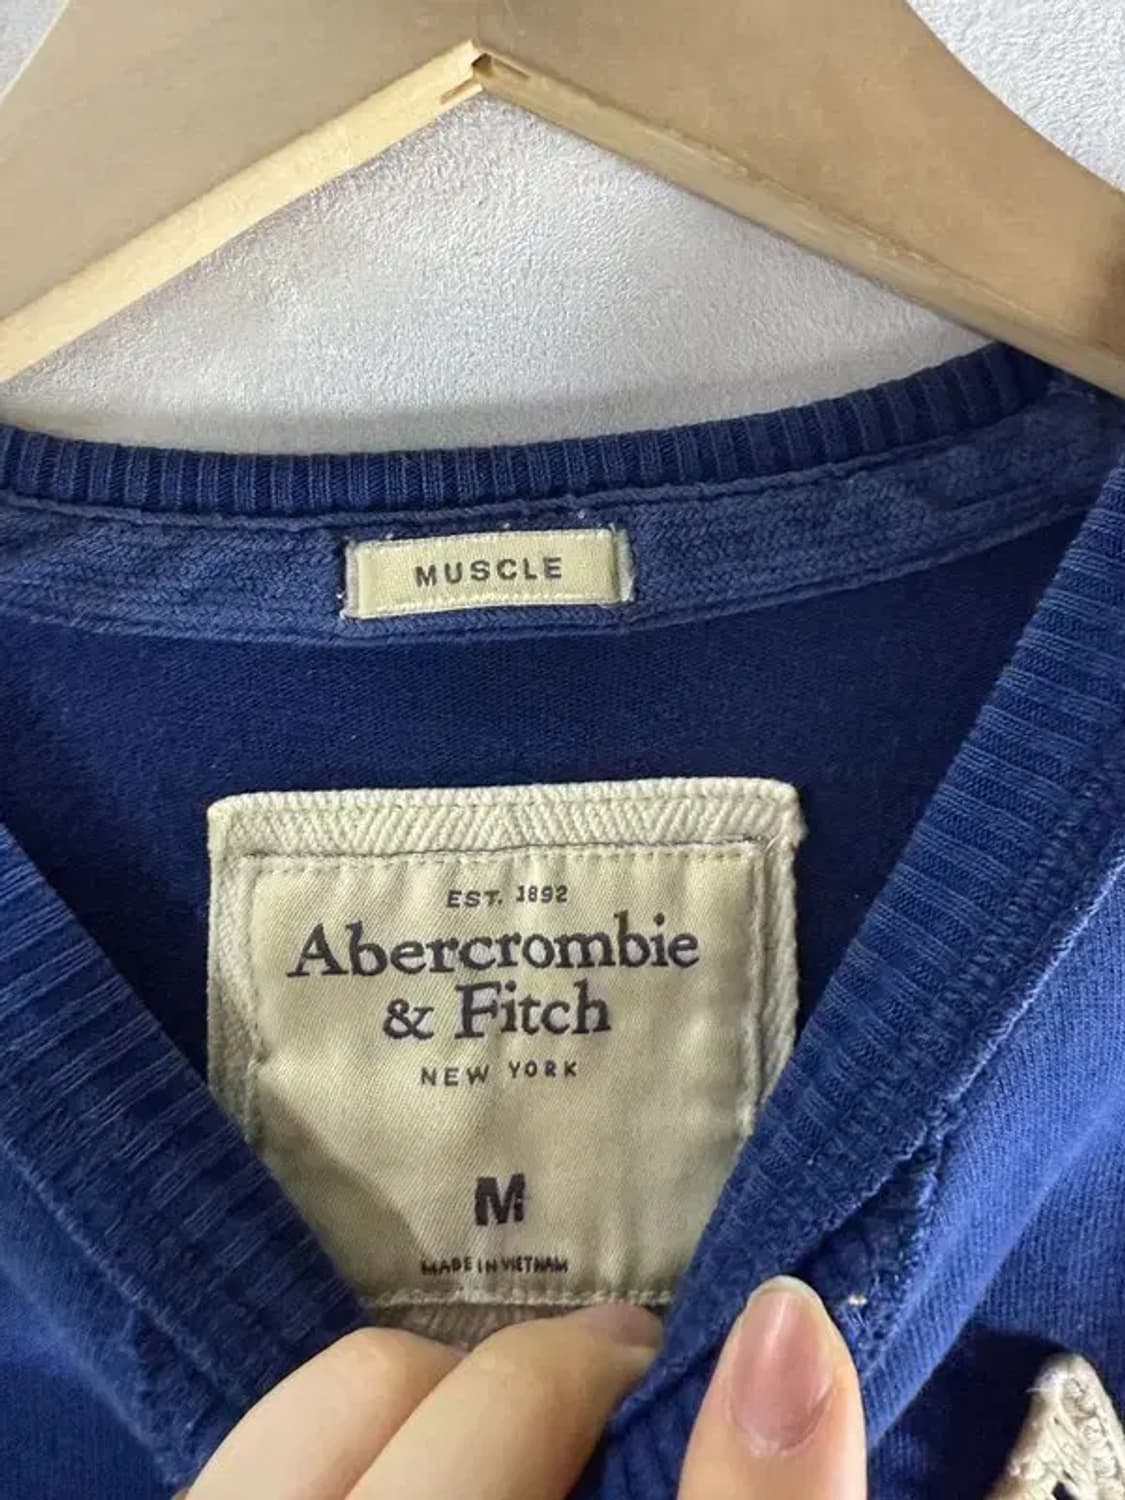 MUSCLE
EST. 1892
Abercrombie
& Fitch
NEW YORK
M
MADE IN VIETNAM